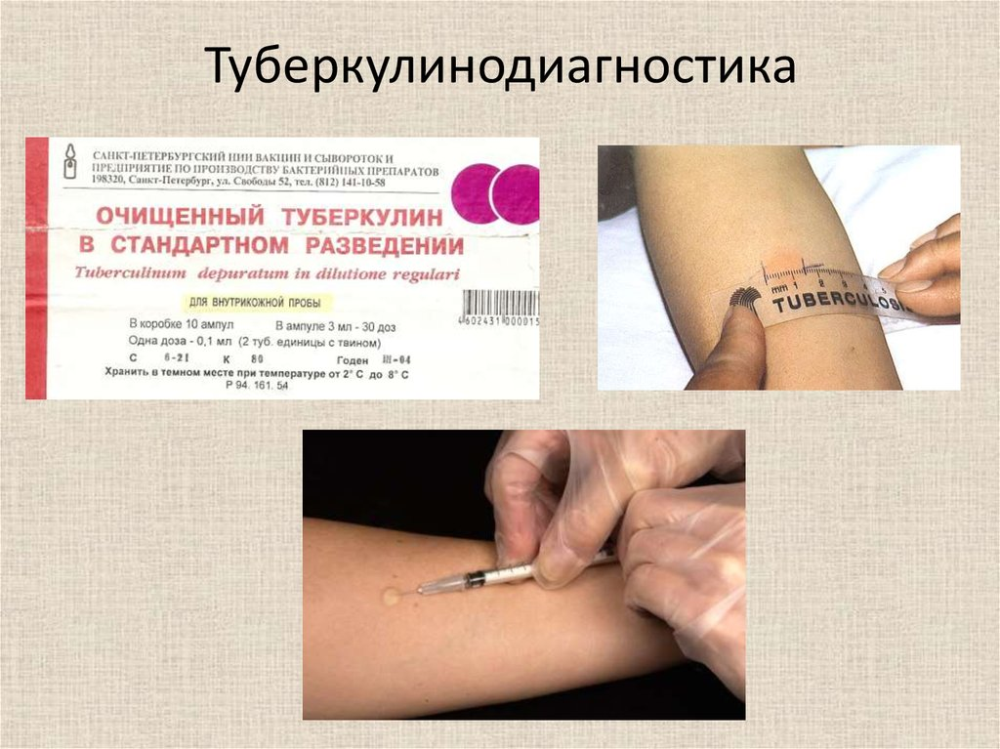 Туберкулинодиагностика
САНКТ-ПЕТЕРБУРГСКИЙ НИИ ВАКЦИН И СЫВОРОТОК И
ПРЕДПРИЯТИЕ ПО ПРОИЗВОДСТВУ БАКТЕРИЙНЫХ ПРЕПАРАТОВ
198320, Санкт-Петербург, ул. Свободы 52, тел. (812) 141-10-58
ОЧИЩЕННЫЙ ТУБЕРКУЛИН
В СТАНДАРТНОМ РАЗВЕДЕНИИ
Tuberculinum depuratum in dilutione regulari
ДЛЯ ВНУТРИКОЖНОЙ ПРОБЫ
4602431000015
В коробке 10 ампул В ампуле 3 мл - 30 доз
Одна доза - 0,1 мл (2 туб. единицы с твином)
С 6-21 К 80 Годен III-04
Хранить в темном месте при температуре от 2° С до 8° С
Р 94. 161. 54
mm 1 2 3 5
TUBERCULOSI